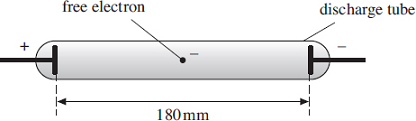 free electron
discharge tube
+
−
−
180 mm